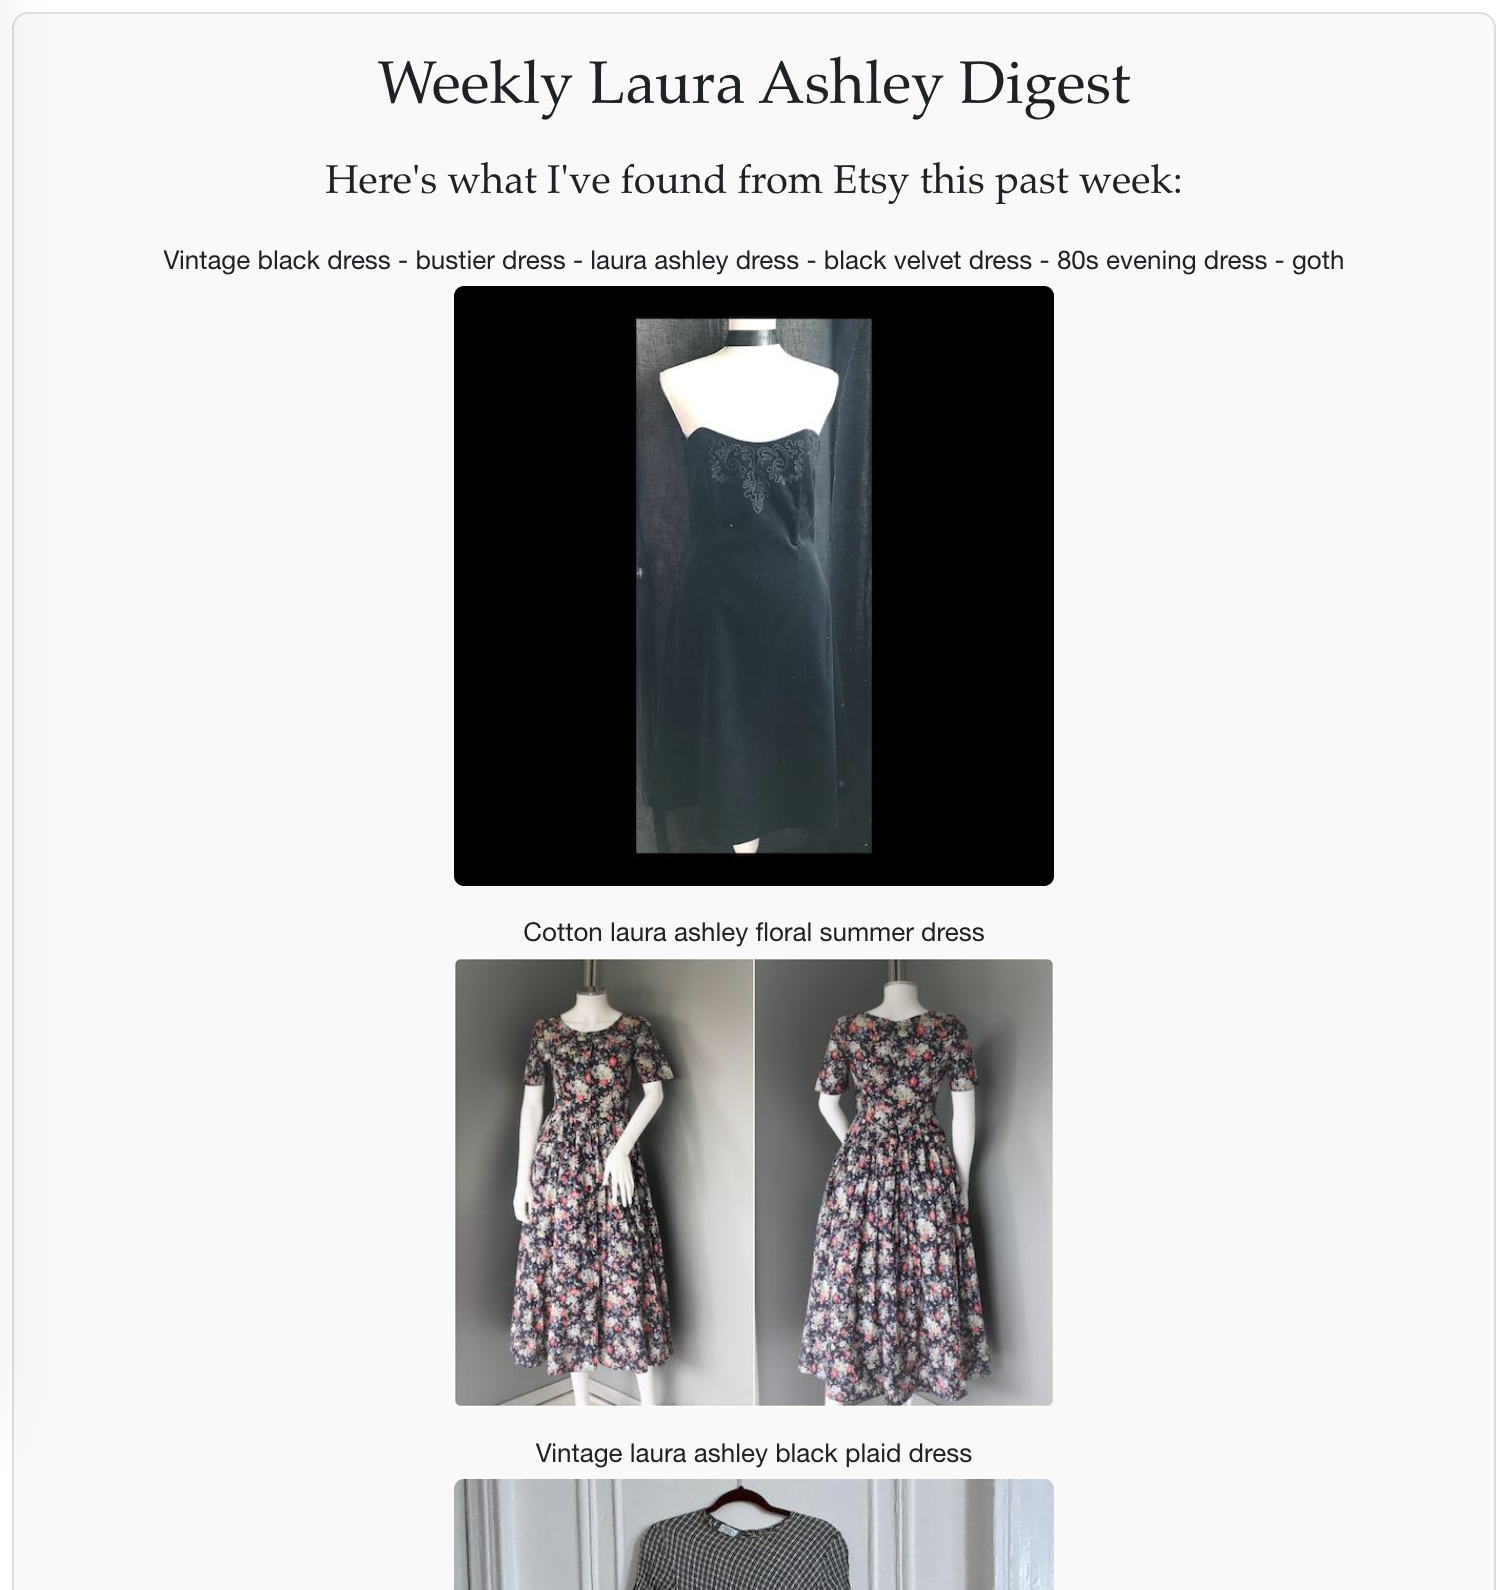 Weekly Laura Ashley Digest
Here's what I've found from Etsy this past week:
Vintage black dress - bustier dress - laura ashley dress - black velvet dress - 80s evening dress - goth
Cotton laura ashley floral summer dress
Vintage laura ashley black plaid dress